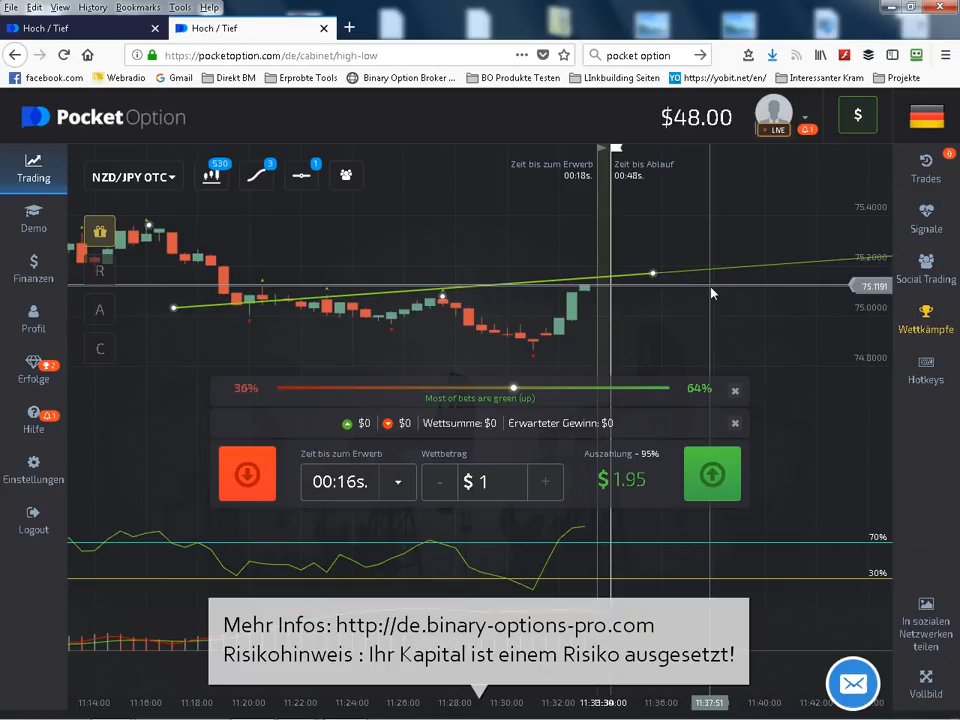 File Edit View History Bookmarks Tools Help
Hoch / Tief
Hoch / Tief
https://pocketoption.com/de/cabinet/high-low
pocket option
facebook.com
Webradio
Gmail
Direkt BM
Erprobte Tools
Binary Option Broker ...
BO Produkte Testen
LInkbuilding Seiten
YO https://yobit.net/en/
Interessanter Kram
Projekte
PocketOption
$48.00
LIVE
1
$
Trading
Demo
Finanzen
Profil
Erfolge
2
Hilfe
1
Einstellungen
Logout
NZD/JPY OTC
530
3
1
Zeit bis zum Erwerb
00:18s.
Zeit bis Ablauf
00:48s.
R
A
C
75.4000
75.2000
75.1191
75.0000
74.8000
0
Trades
Signale
Social Trading
Wettkämpfe
Hotkeys
In sozialen
Netzwerken
teilen
Vollbild
36%
64%
Most of bets are green (up)
$0 $0 Wettsumme: $0 Erwarteter Gewinn: $0
Zeit bis zum Erwerb
00:16s.
Wettbetrag
- $ 1 +
Auszahlung - 95%
$1.95
70%
30%
Mehr Infos: http://de.binary-options-pro.com
Risikohinweis : Ihr Kapital ist einem Risiko ausgesetzt!
11:14:00 11:16:00 11:18:00 11:20:00 11:22:00 11:24:00 11:26:00 11:28:00 11:30:00 11:32:00 11:36:00 11:37:51 11:40:00